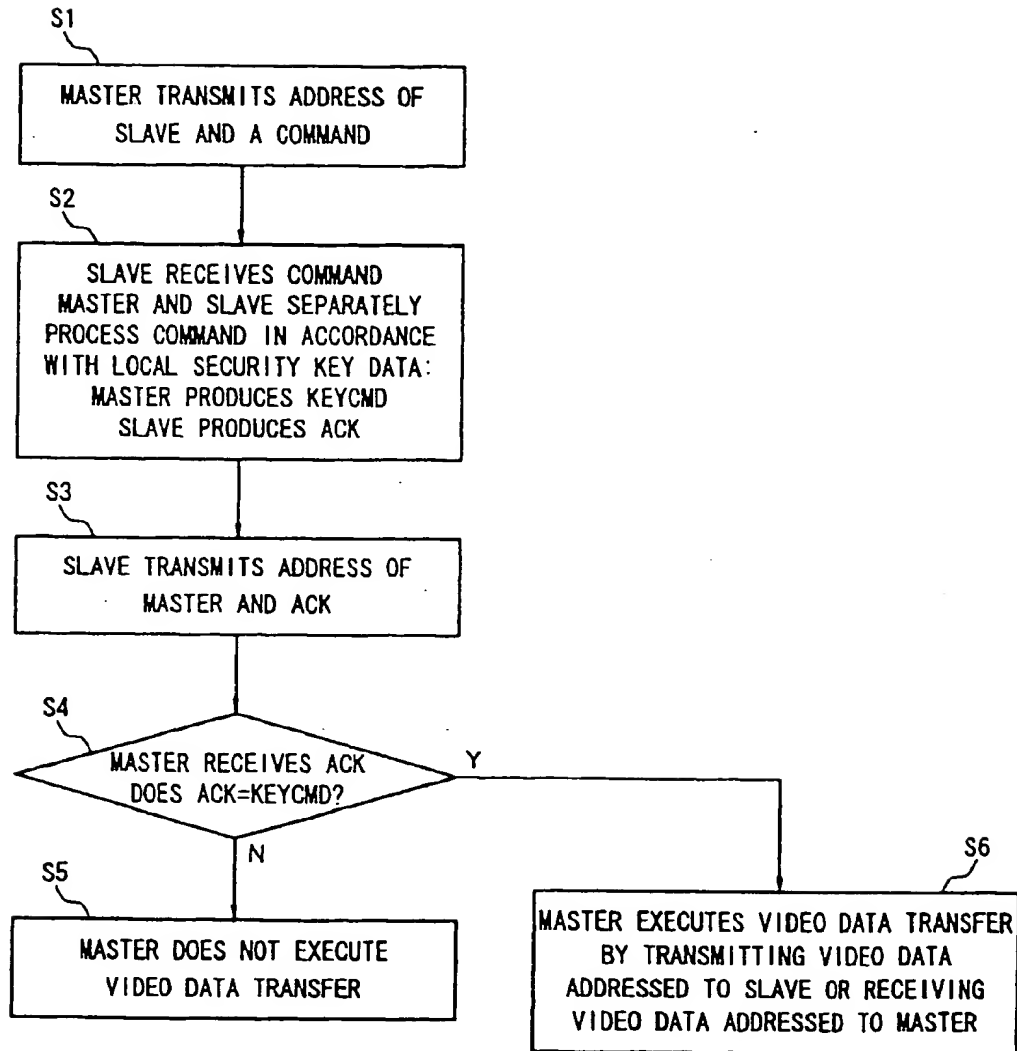 S1
MASTER TRANSMITS ADDRESS OF
SLAVE AND A COMMAND
S2
SLAVE RECEIVES COMMAND
MASTER AND SLAVE SEPARATELY
PROCESS COMMAND IN ACCORDANCE
WITH LOCAL SECURITY KEY DATA:
MASTER PRODUCES KEYCMD
SLAVE PRODUCES ACK
S3
SLAVE TRANSMITS ADDRESS OF
MASTER AND ACK
S4
MASTER RECEIVES ACK
DOES ACK=KEYCMD?
Y
N
S5
MASTER DOES NOT EXECUTE
VIDEO DATA TRANSFER
S6
MASTER EXECUTES VIDEO DATA TRANSFER
BY TRANSMITTING VIDEO DATA
ADDRESSED TO SLAVE OR RECEIVING
VIDEO DATA ADDRESSED TO MASTER